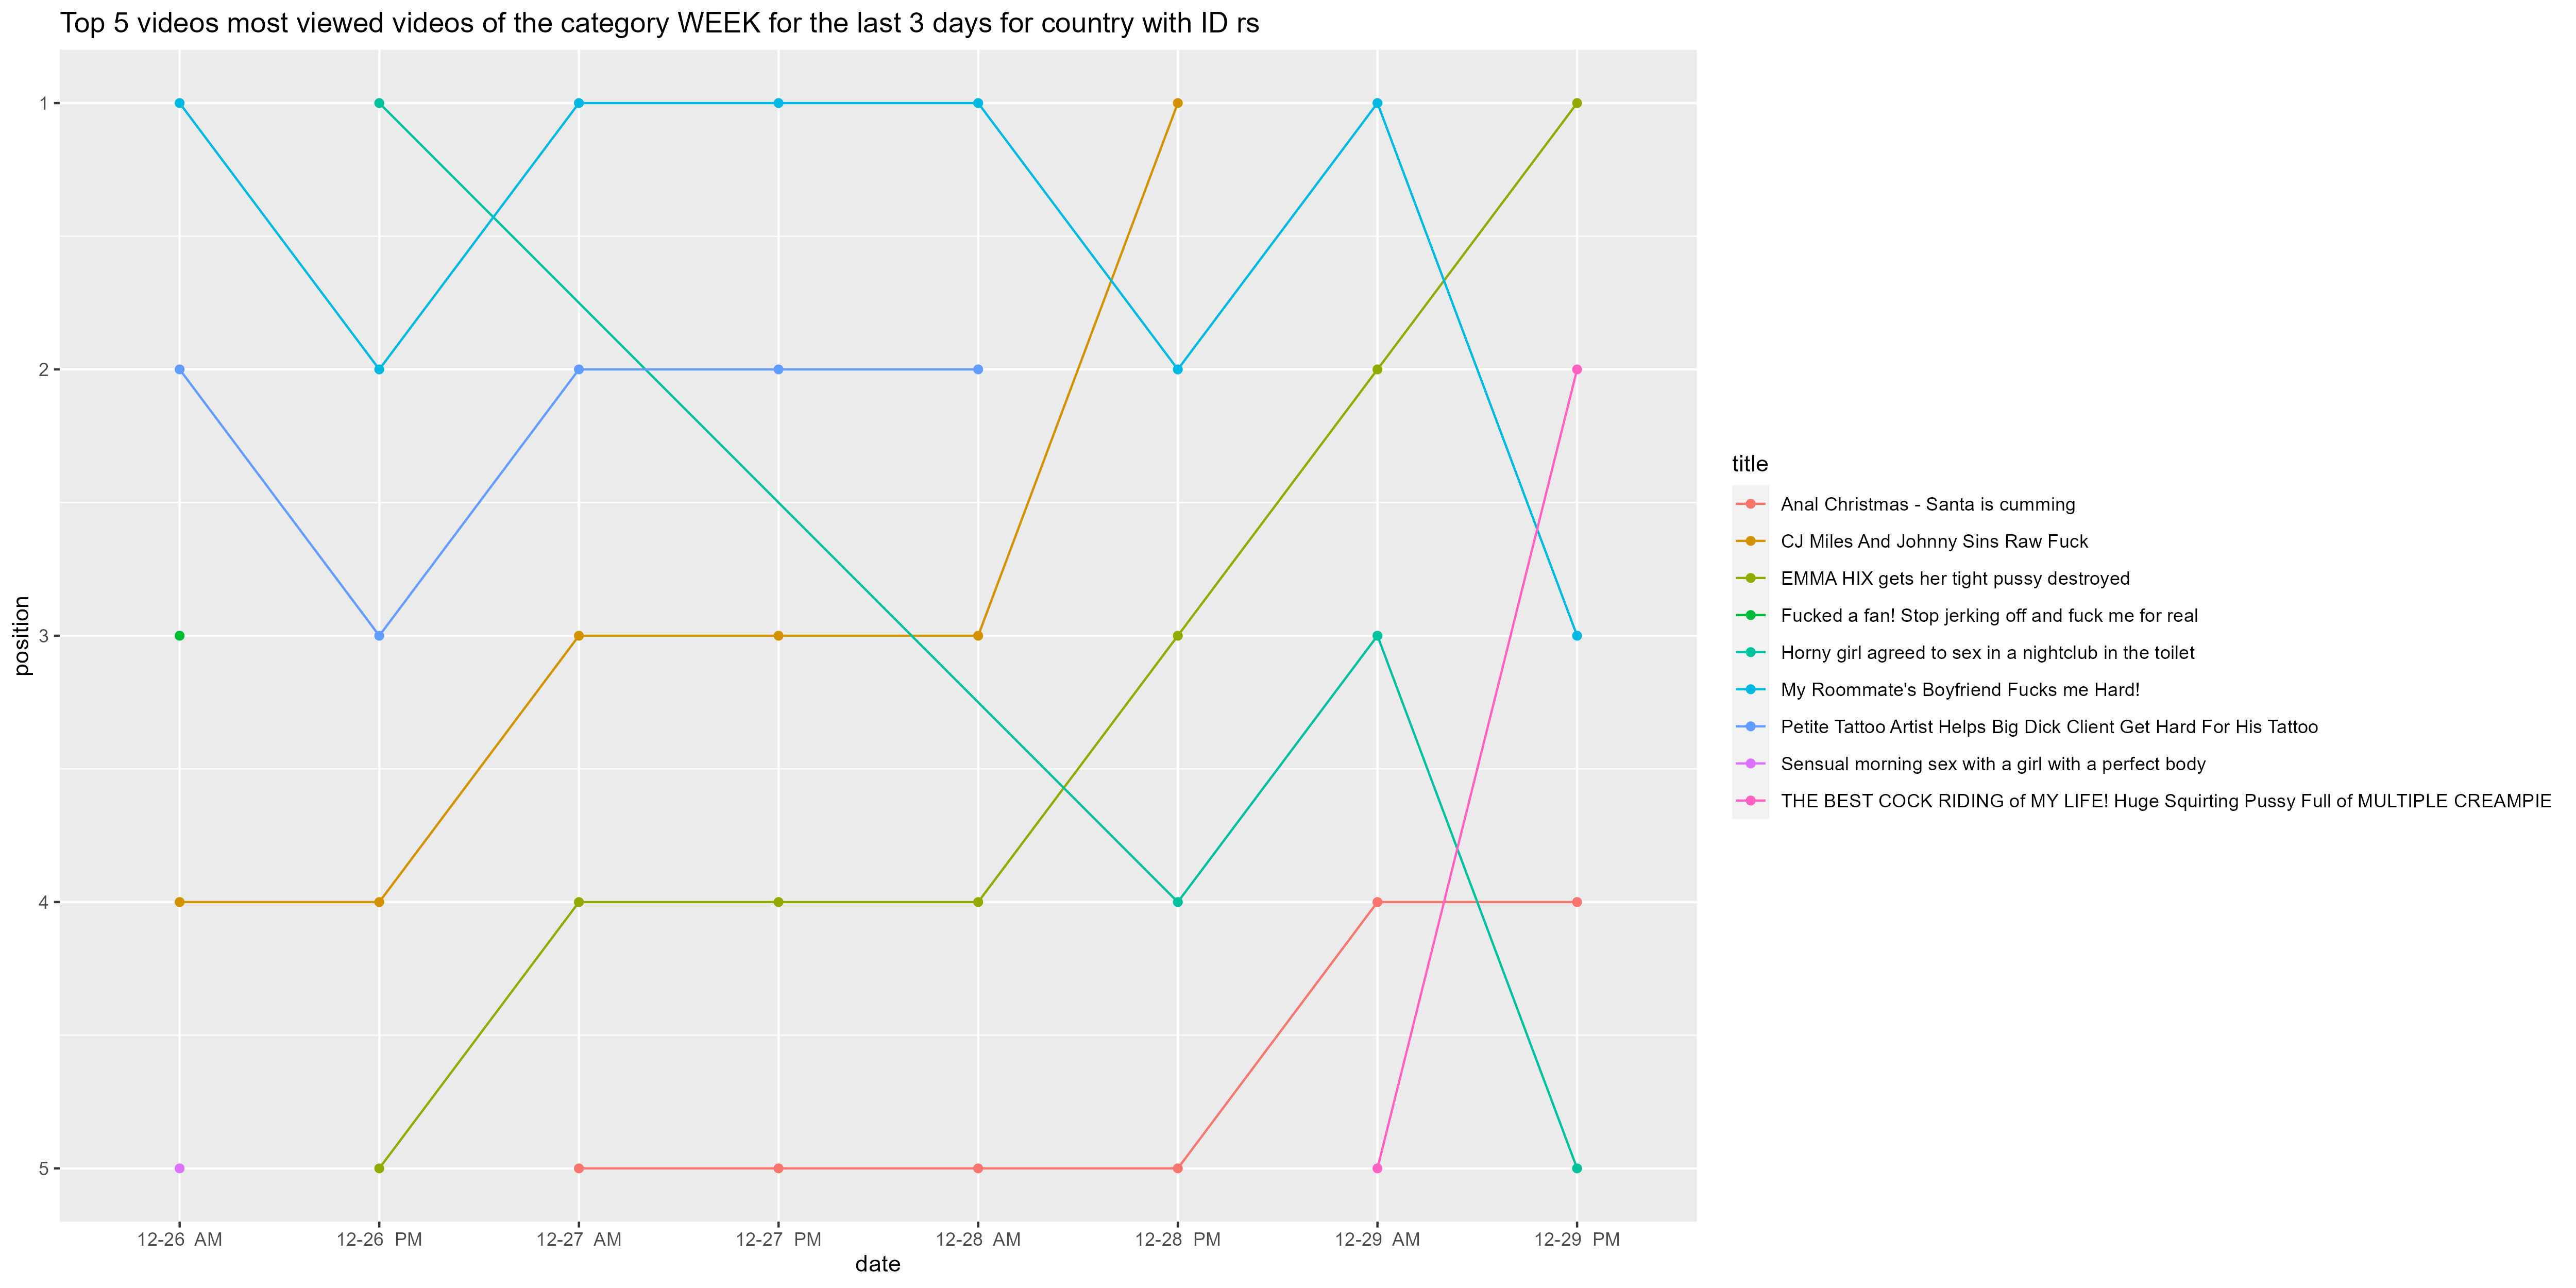 Top 5 videos most viewed videos of the category WEEK for the last 3 days for country with ID rs
position
1
2
3
4
5
12-26 AM
12-26 PM
12-27 AM
12-27 PM
12-28 AM
12-28 PM
12-29 AM
12-29 PM
date
title
Anal Christmas - Santa is cumming
CJ Miles And Johnny Sins Raw Fuck
EMMA HIX gets her tight pussy destroyed
Fucked a fan! Stop jerking off and fuck me for real
Horny girl agreed to sex in a nightclub in the toilet
My Roommate's Boyfriend Fucks me Hard!
Petite Tattoo Artist Helps Big Dick Client Get Hard For His Tattoo
Sensual morning sex with a girl with a perfect body
THE BEST COCK RIDING of MY LIFE! Huge Squirting Pussy Full of MULTIPLE CREAMPIE